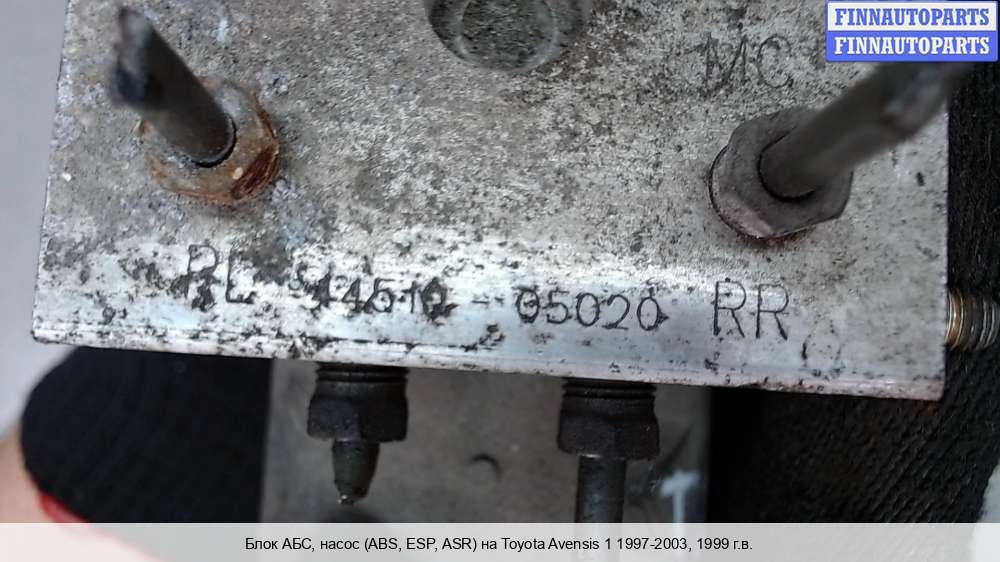 FINNAUTOPARTS
FINNAUTOPARTS
MC
RL 44510-05020 RR
Блок АБС, насос (ABS, ESP, ASR) на Toyota Avensis 1 1997-2003, 1999 г.в.